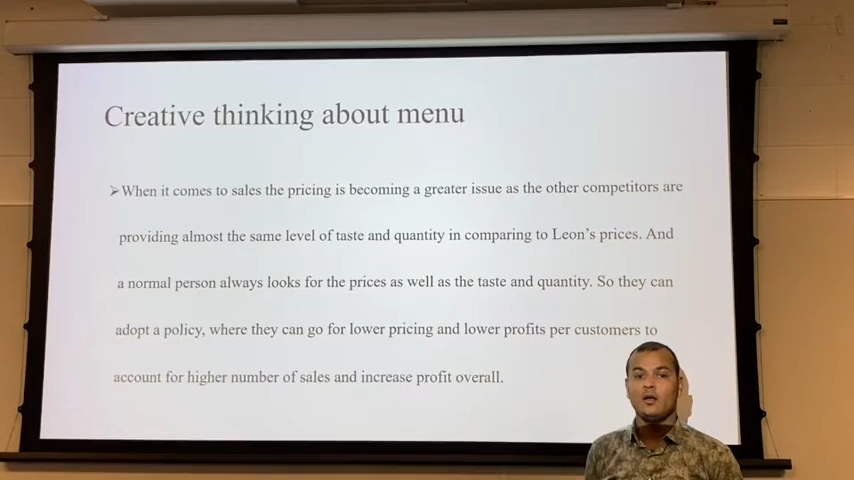 Creative thinking about menu
➢When it comes to sales the pricing is becoming a greater issue as the other competitors are
providing almost the same level of taste and quantity in comparing to Leon's prices. And
a normal person always looks for the prices as well as the taste and quantity. So they can
adopt a policy, where they can go for lower pricing and lower profits per customers to
account for higher number of sales and increase profit overall.